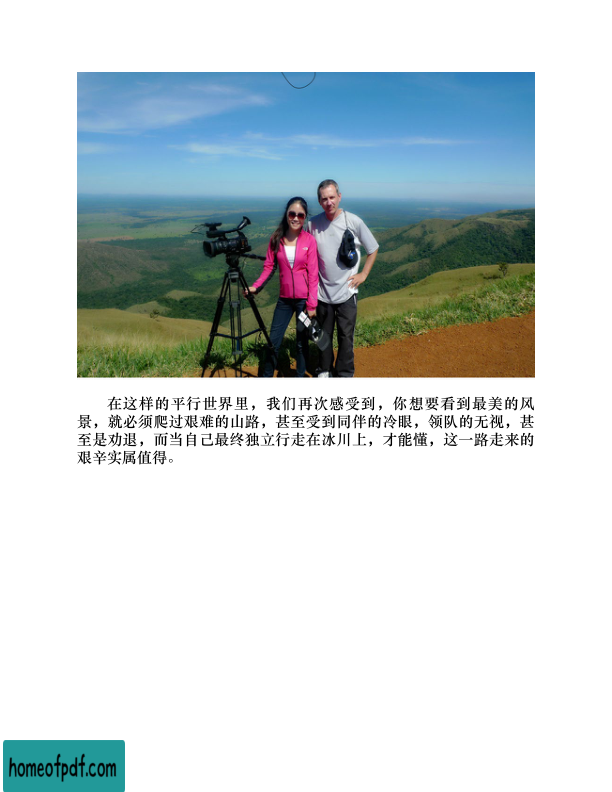 在这样的平行世界里，我们再次感受到，你想要看到最美的风
景，就必须爬过艰难的山路，甚至受到同伴的冷眼，领队的无视，甚
至是劝退，而当自己最终独立行走在冰川上，才能懂，这一路走来的
艰辛实属值得。
homeofpdf.com